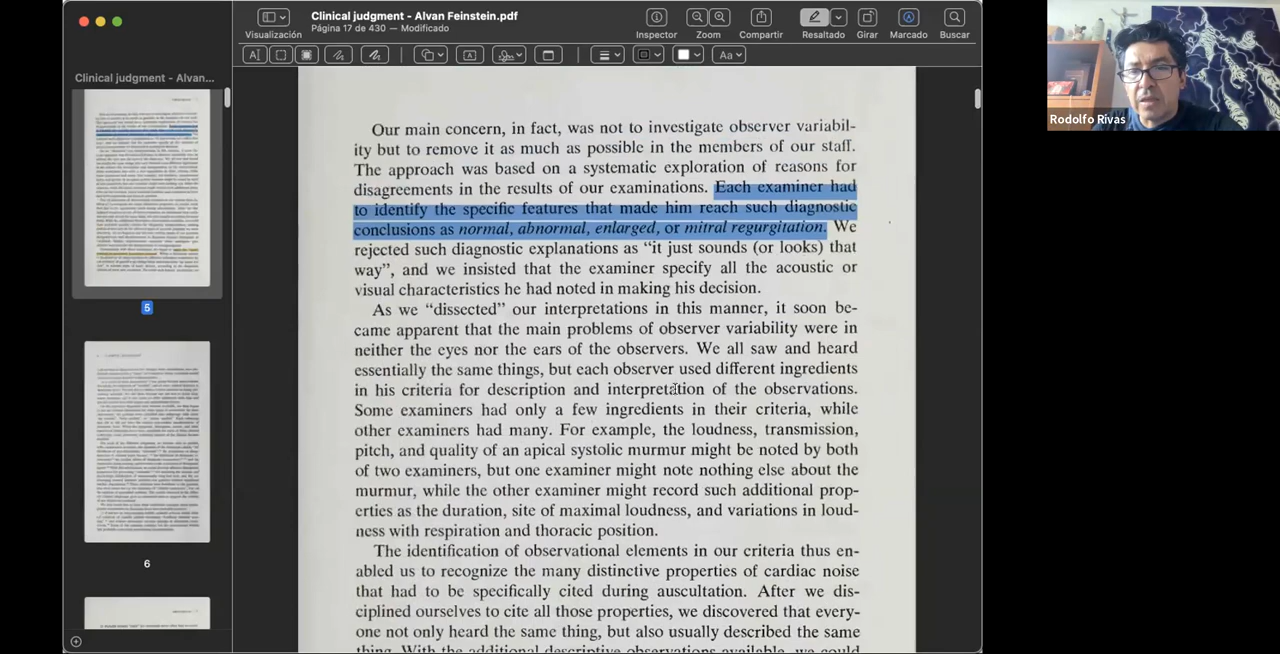 Clinical judgment - Alvan Feinstein.pdf
Página 17 de 430 — Modificado
Visualización
Inspector
Zoom
Compartir
Resaltado
Girar
Marcado
Buscar
Aa
Clinical judgment - Alvan...
5
6
Our main concern, in fact, was not to investigate observer variabil-
ity but to remove it as much as possible in the members of our staff.
The approach was based on a systematic exploration of reasons for
disagreements in the results of our examinations. Each examiner had
to identify the specific features that made him reach such diagnostic
conclusions as normal, abnormal, enlarged, or mitral regurgitation. We
rejected such diagnostic explanations as “it just sounds (or looks) that
way”, and we insisted that the examiner specify all the acoustic or
visual characteristics he had noted in making his decision.
As we “dissected” our interpretations in this manner, it soon be-
came apparent that the main problems of observer variability were in
neither the eyes nor the ears of the observers. We all saw and heard
essentially the same things, but each observer used different ingredients
in criteria for description and interpretation of the observations.
Some examiners had only a few ingredients in their criteria, while
other examiners had many. For example, the loudness, transmission,
pitch, and quality of an apical systolic murmur might be noted by both
of two examiners, but one examiner might note nothing else about the
murmur, while the other examiner might record such additional prop-
erties as the duration, site of maximal loudness, and variations in loud-
ness with respiration and thoracic position.
The identification of observational elements in our criteria thus en-
abled us to recognize the many distinctive properties of cardiac noise
that had to be specifically cited during auscultation. After we dis-
ciplined ourselves to cite all those properties, we discovered that every-
one not only heard the same thing, but also usually described the same
thing. With the additional descriptive observations available, we could
Rodolfo Rivas